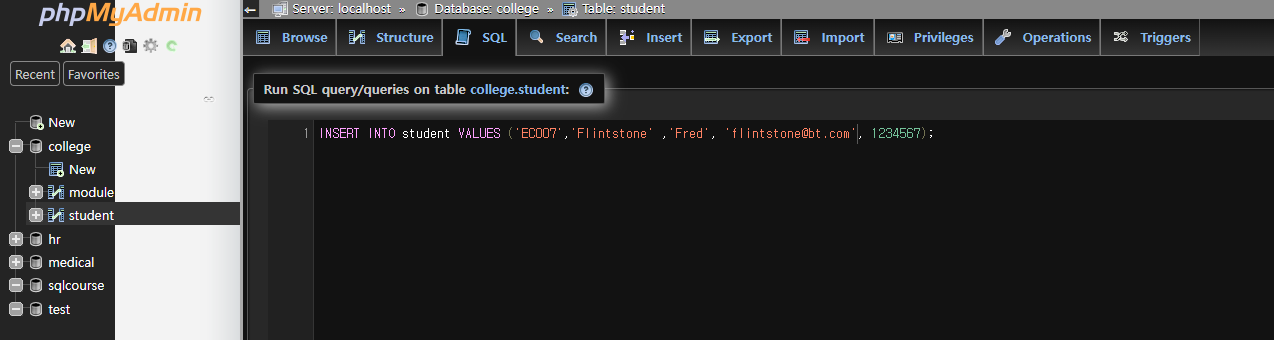 phpMyAdmin
Recent Favorites
New
college
New
module
student
hr
medical
sqlcourse
test
Server: localhost » Database: college » Table: student
Browse Structure SQL Search Insert Export Import Privileges Operations Triggers
Run SQL query/queries on table college.student:
1 INSERT INTO student VALUES ('EC007','Flintstone' ,'Fred', 'flintstone@bt.com', 1234567);